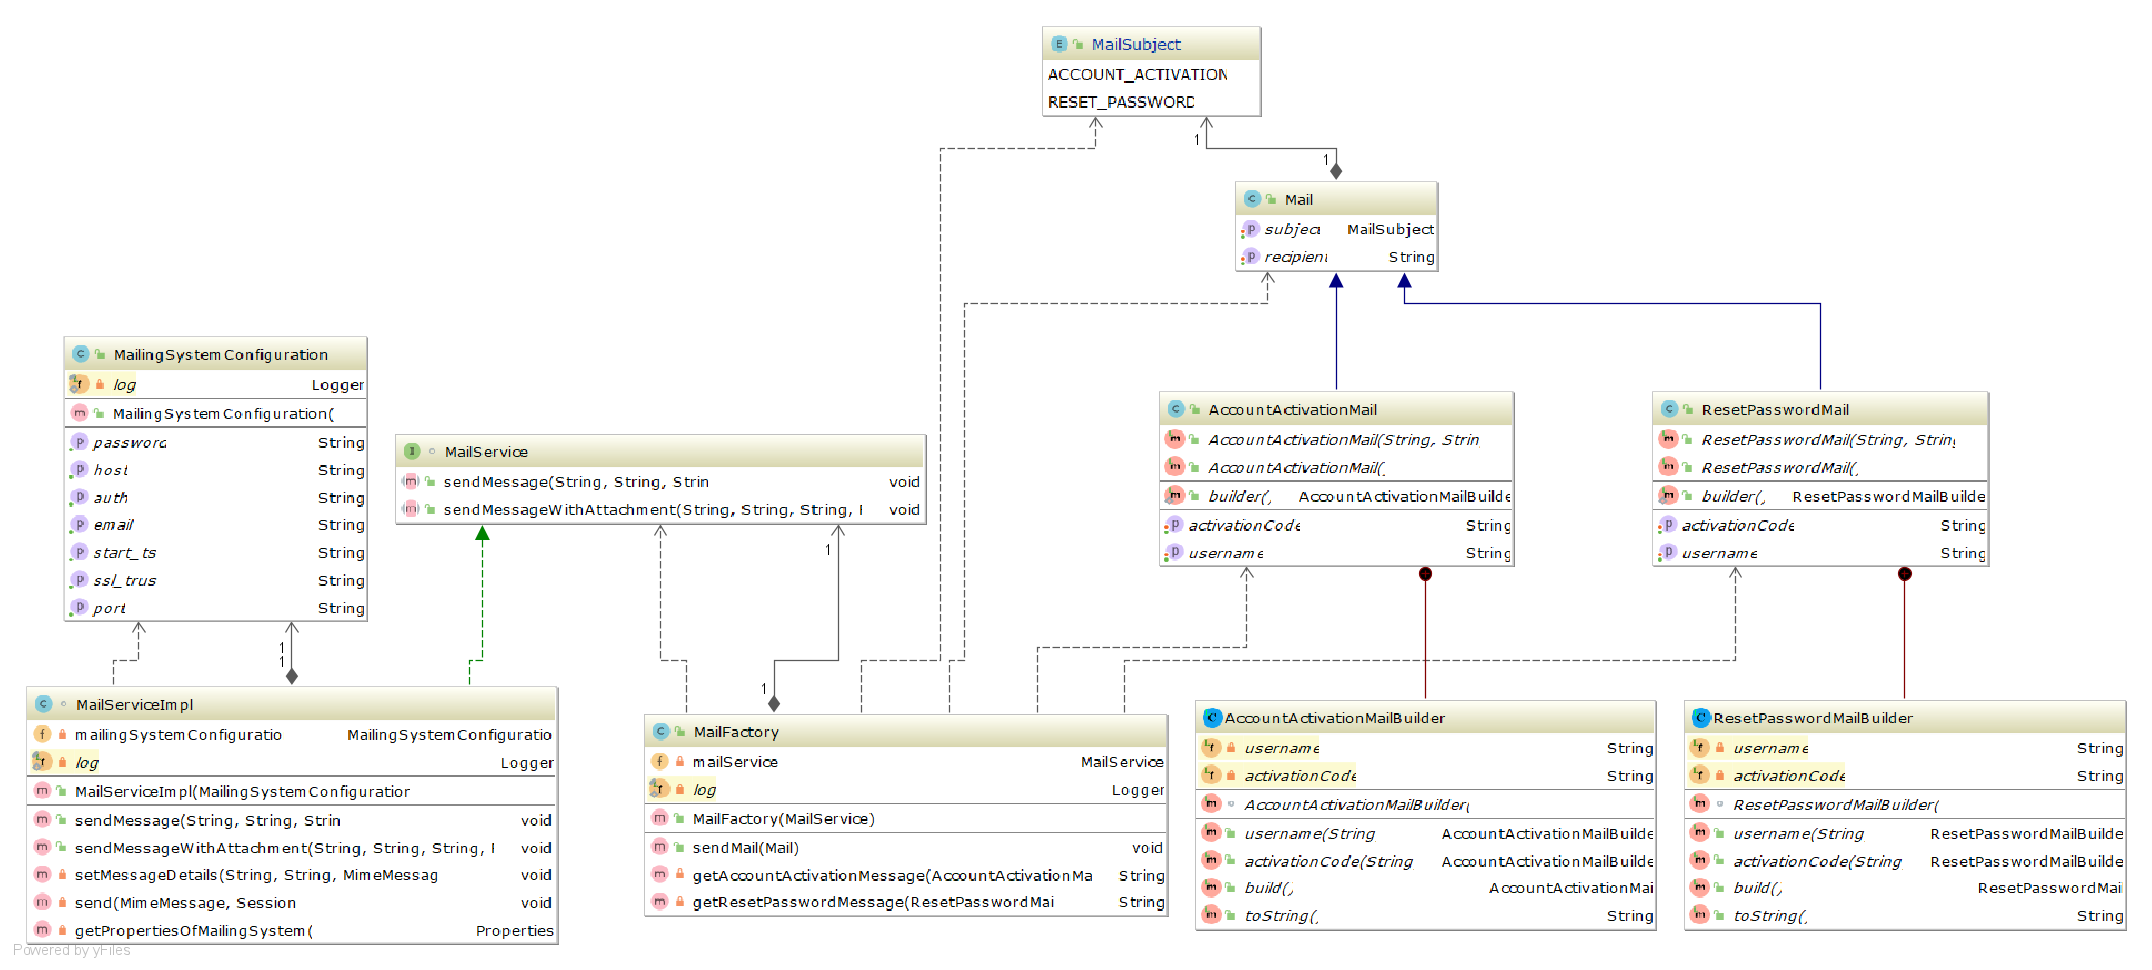 MailSubject
ACCOUNT_ACTIVATION
RESET_PASSWORD
1
1
Mail
subject MailSubject
recipient String
MailingSystemConfiguration
log Logger
MailingSystemConfiguration(
password String
host String
auth String
email String
start_ts String
ssl_trus String
port String
MailService
sendMessage(String, String, Strin void
sendMessageWithAttachment(String, String, String, F void
AccountActivationMail
AccountActivationMail(String, Strin
AccountActivationMail(
builder() AccountActivationMailBuilde
activationCode String
username String
ResetPasswordMail
ResetPasswordMail(String, String
ResetPasswordMail(
builder() ResetPasswordMailBuilde
activationCode String
username String
1
1
1
1
MailServiceImpl
mailingSystemConfiguratio MailingSystemConfiguratio
log Logger
MailServiceImpl(MailingSystemConfiguration
sendMessage(String, String, Strin void
sendMessageWithAttachment(String, String, String, F void
setMessageDetails(String, String, MimeMessag void
send(MimeMessage, Session void
getPropertiesOfMailingSystem( Properties
MailFactory
mailService MailService
log Logger
MailFactory(MailService)
sendMail(Mail) void
getAccountActivationMessage(AccountActivationMa String
getResetPasswordMessage(ResetPasswordMai String
AccountActivationMailBuilder
username String
activationCode String
AccountActivationMailBuilder(
username(String AccountActivationMailBuilde
activationCode(String AccountActivationMailBuilde
build() AccountActivationMai
toString() String
ResetPasswordMailBuilder
username String
activationCode String
ResetPasswordMailBuilder(
username(String ResetPasswordMailBuilde
activationCode(String ResetPasswordMailBuilde
build() ResetPasswordMai
toString() String
Powered by yFiles